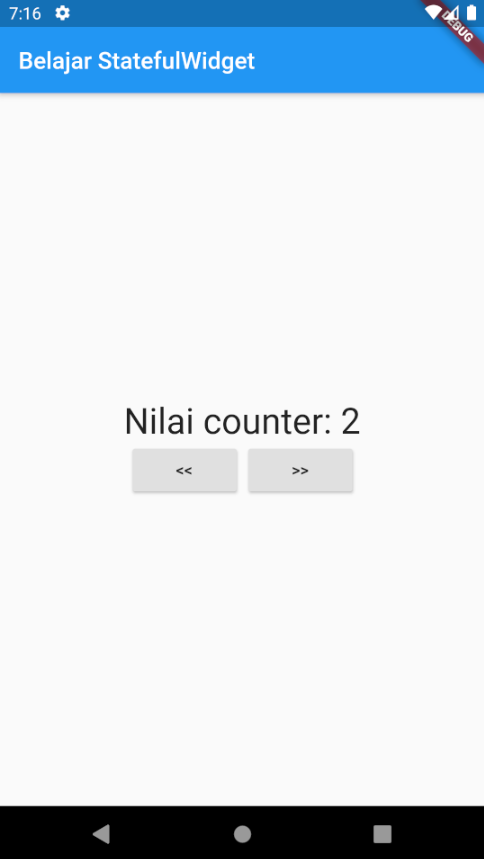 7:16
DEBUG
Belajar StatefulWidget
Nilai counter: 2
<< >>